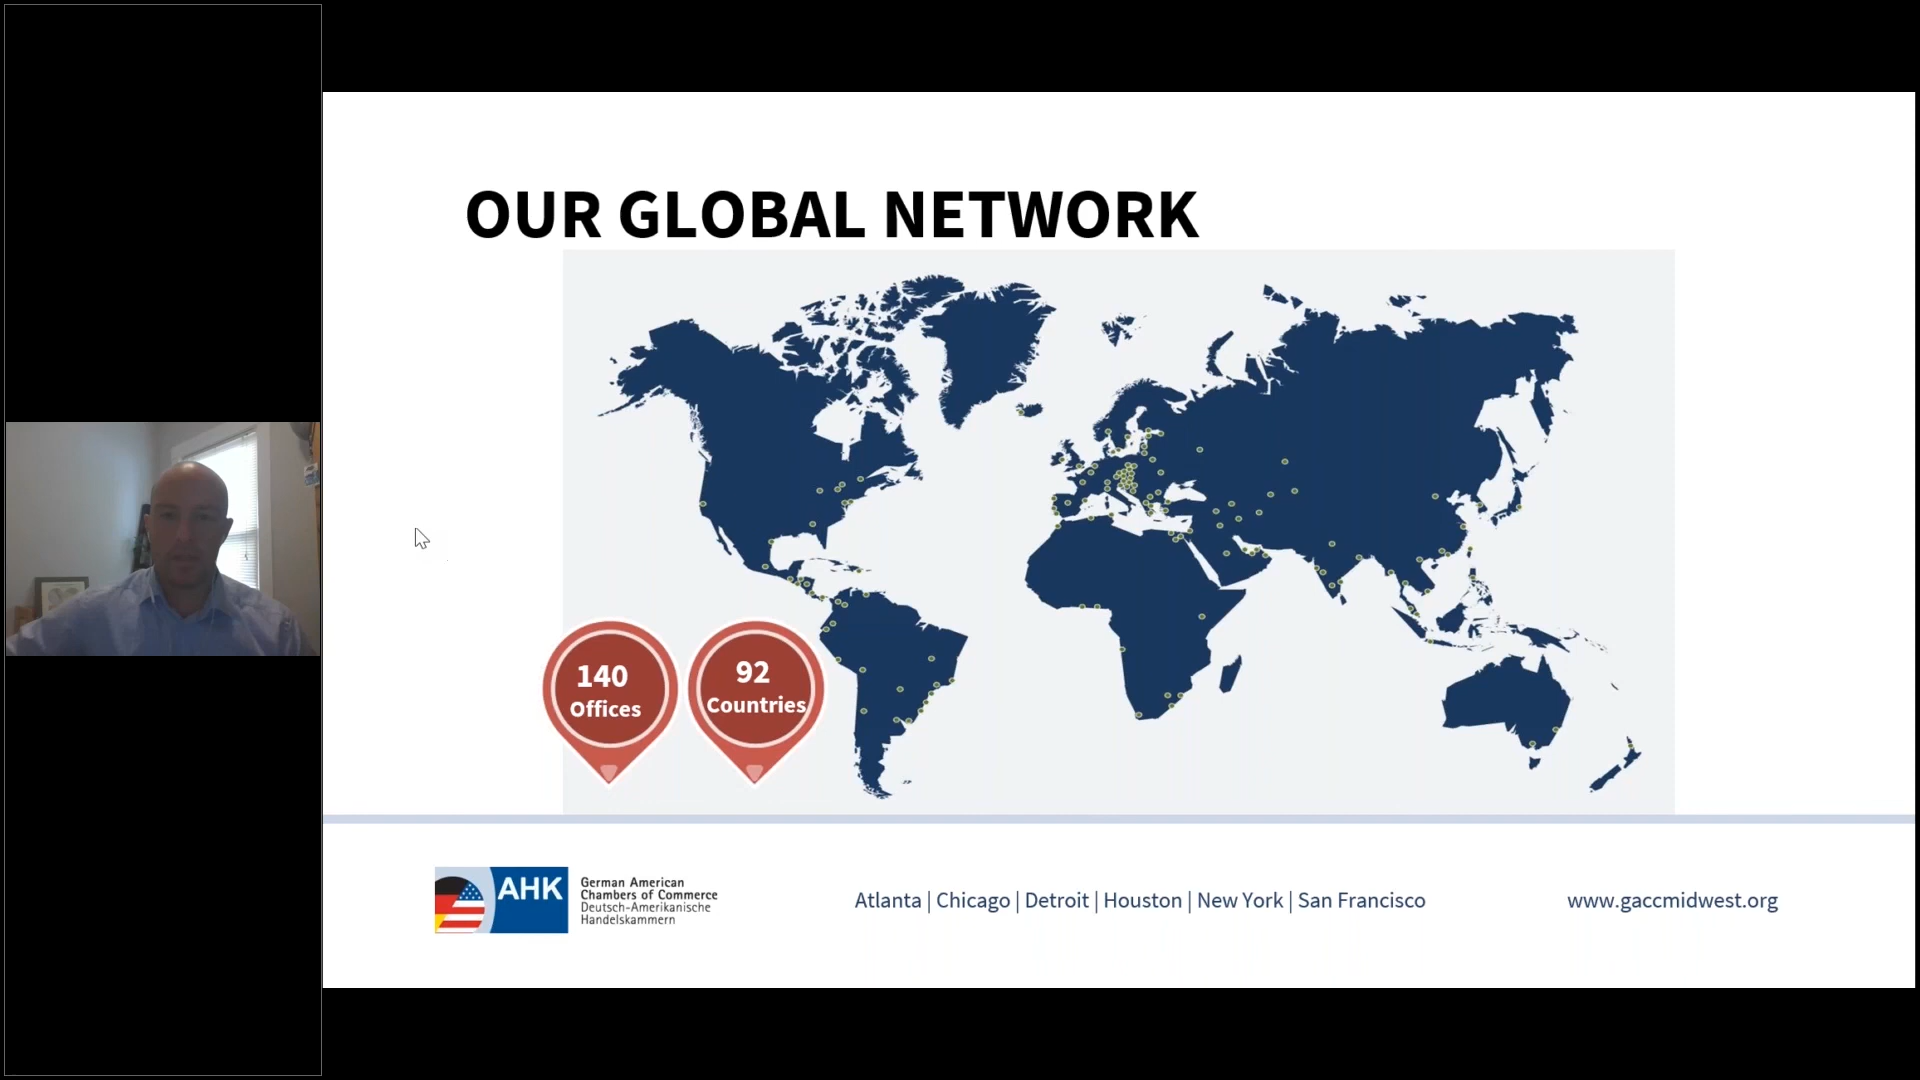 OUR GLOBAL NETWORK
140
Offices
92
Countries
AHK
German American
Chambers of Commerce
Deutsch-Amerikanische
Handelskammern
Atlanta | Chicago | Detroit | Houston | New York | San Francisco
www.gaccmidwest.org